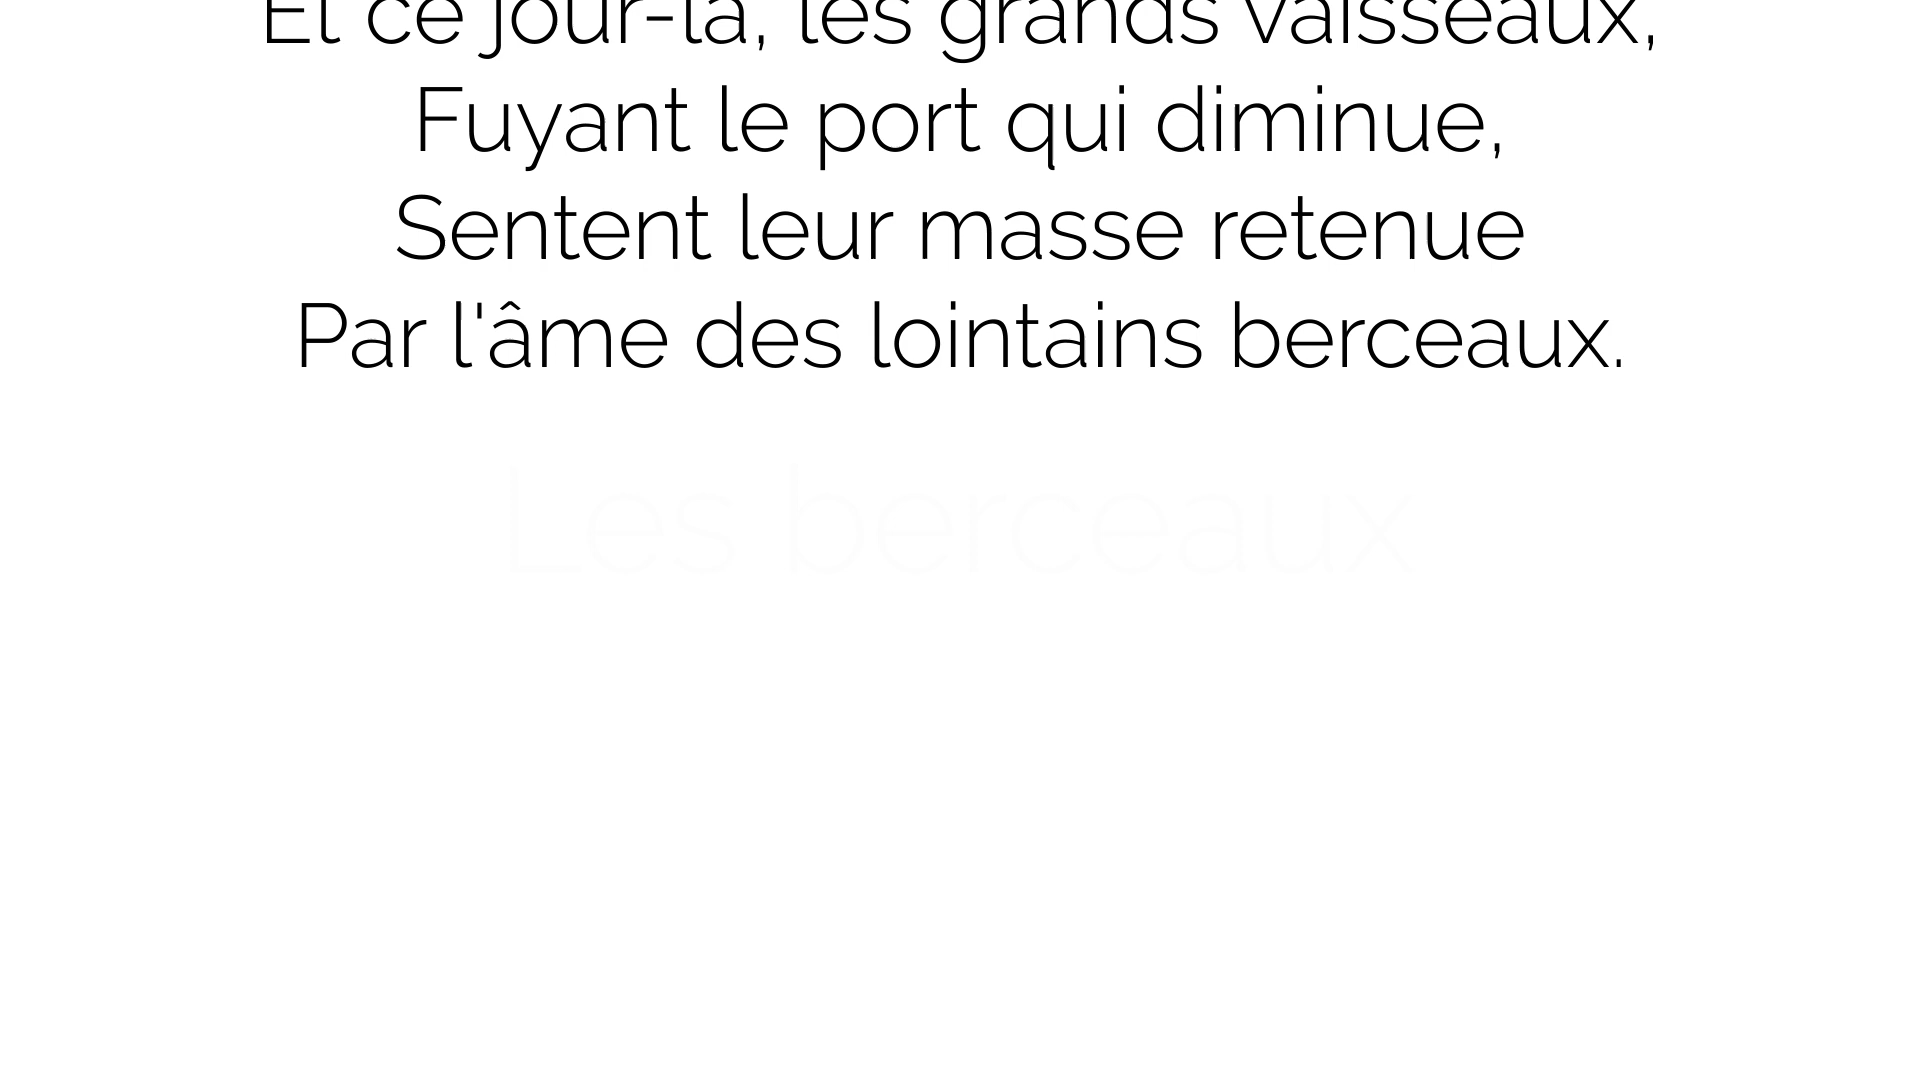 Et ce jour-là, les grands vaisseaux,
Fuyant le port qui diminue,
Sentent leur masse retenue
Par l'âme des lointains berceaux.
Les berceaux